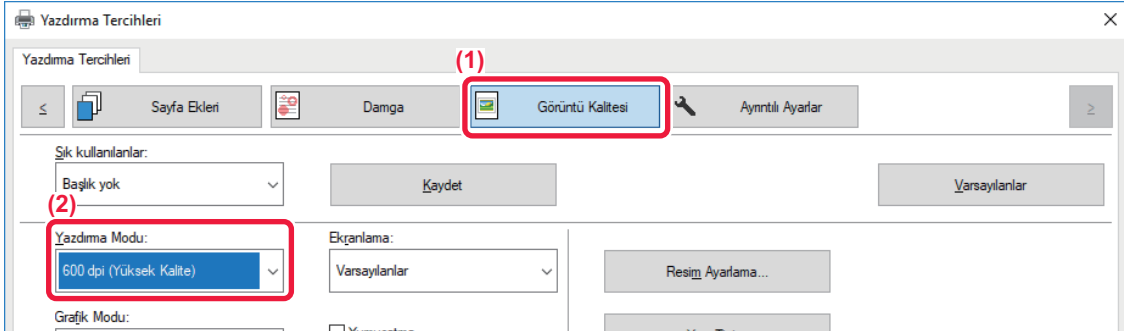 Yazdırma Tercihleri
Yazdırma Tercihleri
(1)
< Sayfa Ekleri Damga Görüntü Kalitesi Ayrıntılı Ayarlar >
Sık kullanılanlar:
Başlık yok Kaydet Varsayılanlar
(2)
Yazdırma Modu: Ekranlama:
600 dpi (Yüksek Kalite) Varsayılanlar Resim Ayarlama...
Grafik Modu: